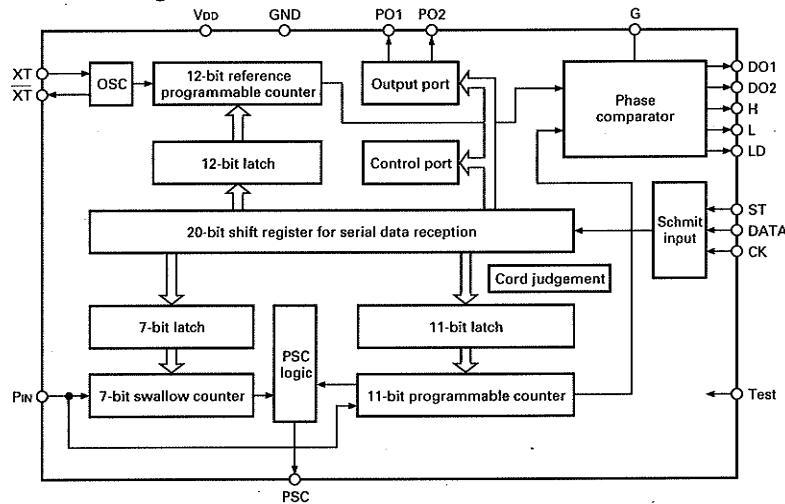 VDD
GND
PO1
PO2
G
XT
XT
OSC
12-bit reference
programmable counter
Output port
Phase
comparator
DO1
DO2
H
L
LD
12-bit latch
Control port
20-bit shift register for serial data reception
Schmit
input
ST
DATA
CK
Cord judgement
7-bit latch
PSC
logic
11-bit latch
PIN
7-bit swallow counter
11-bit programmable counter
Test
PSC